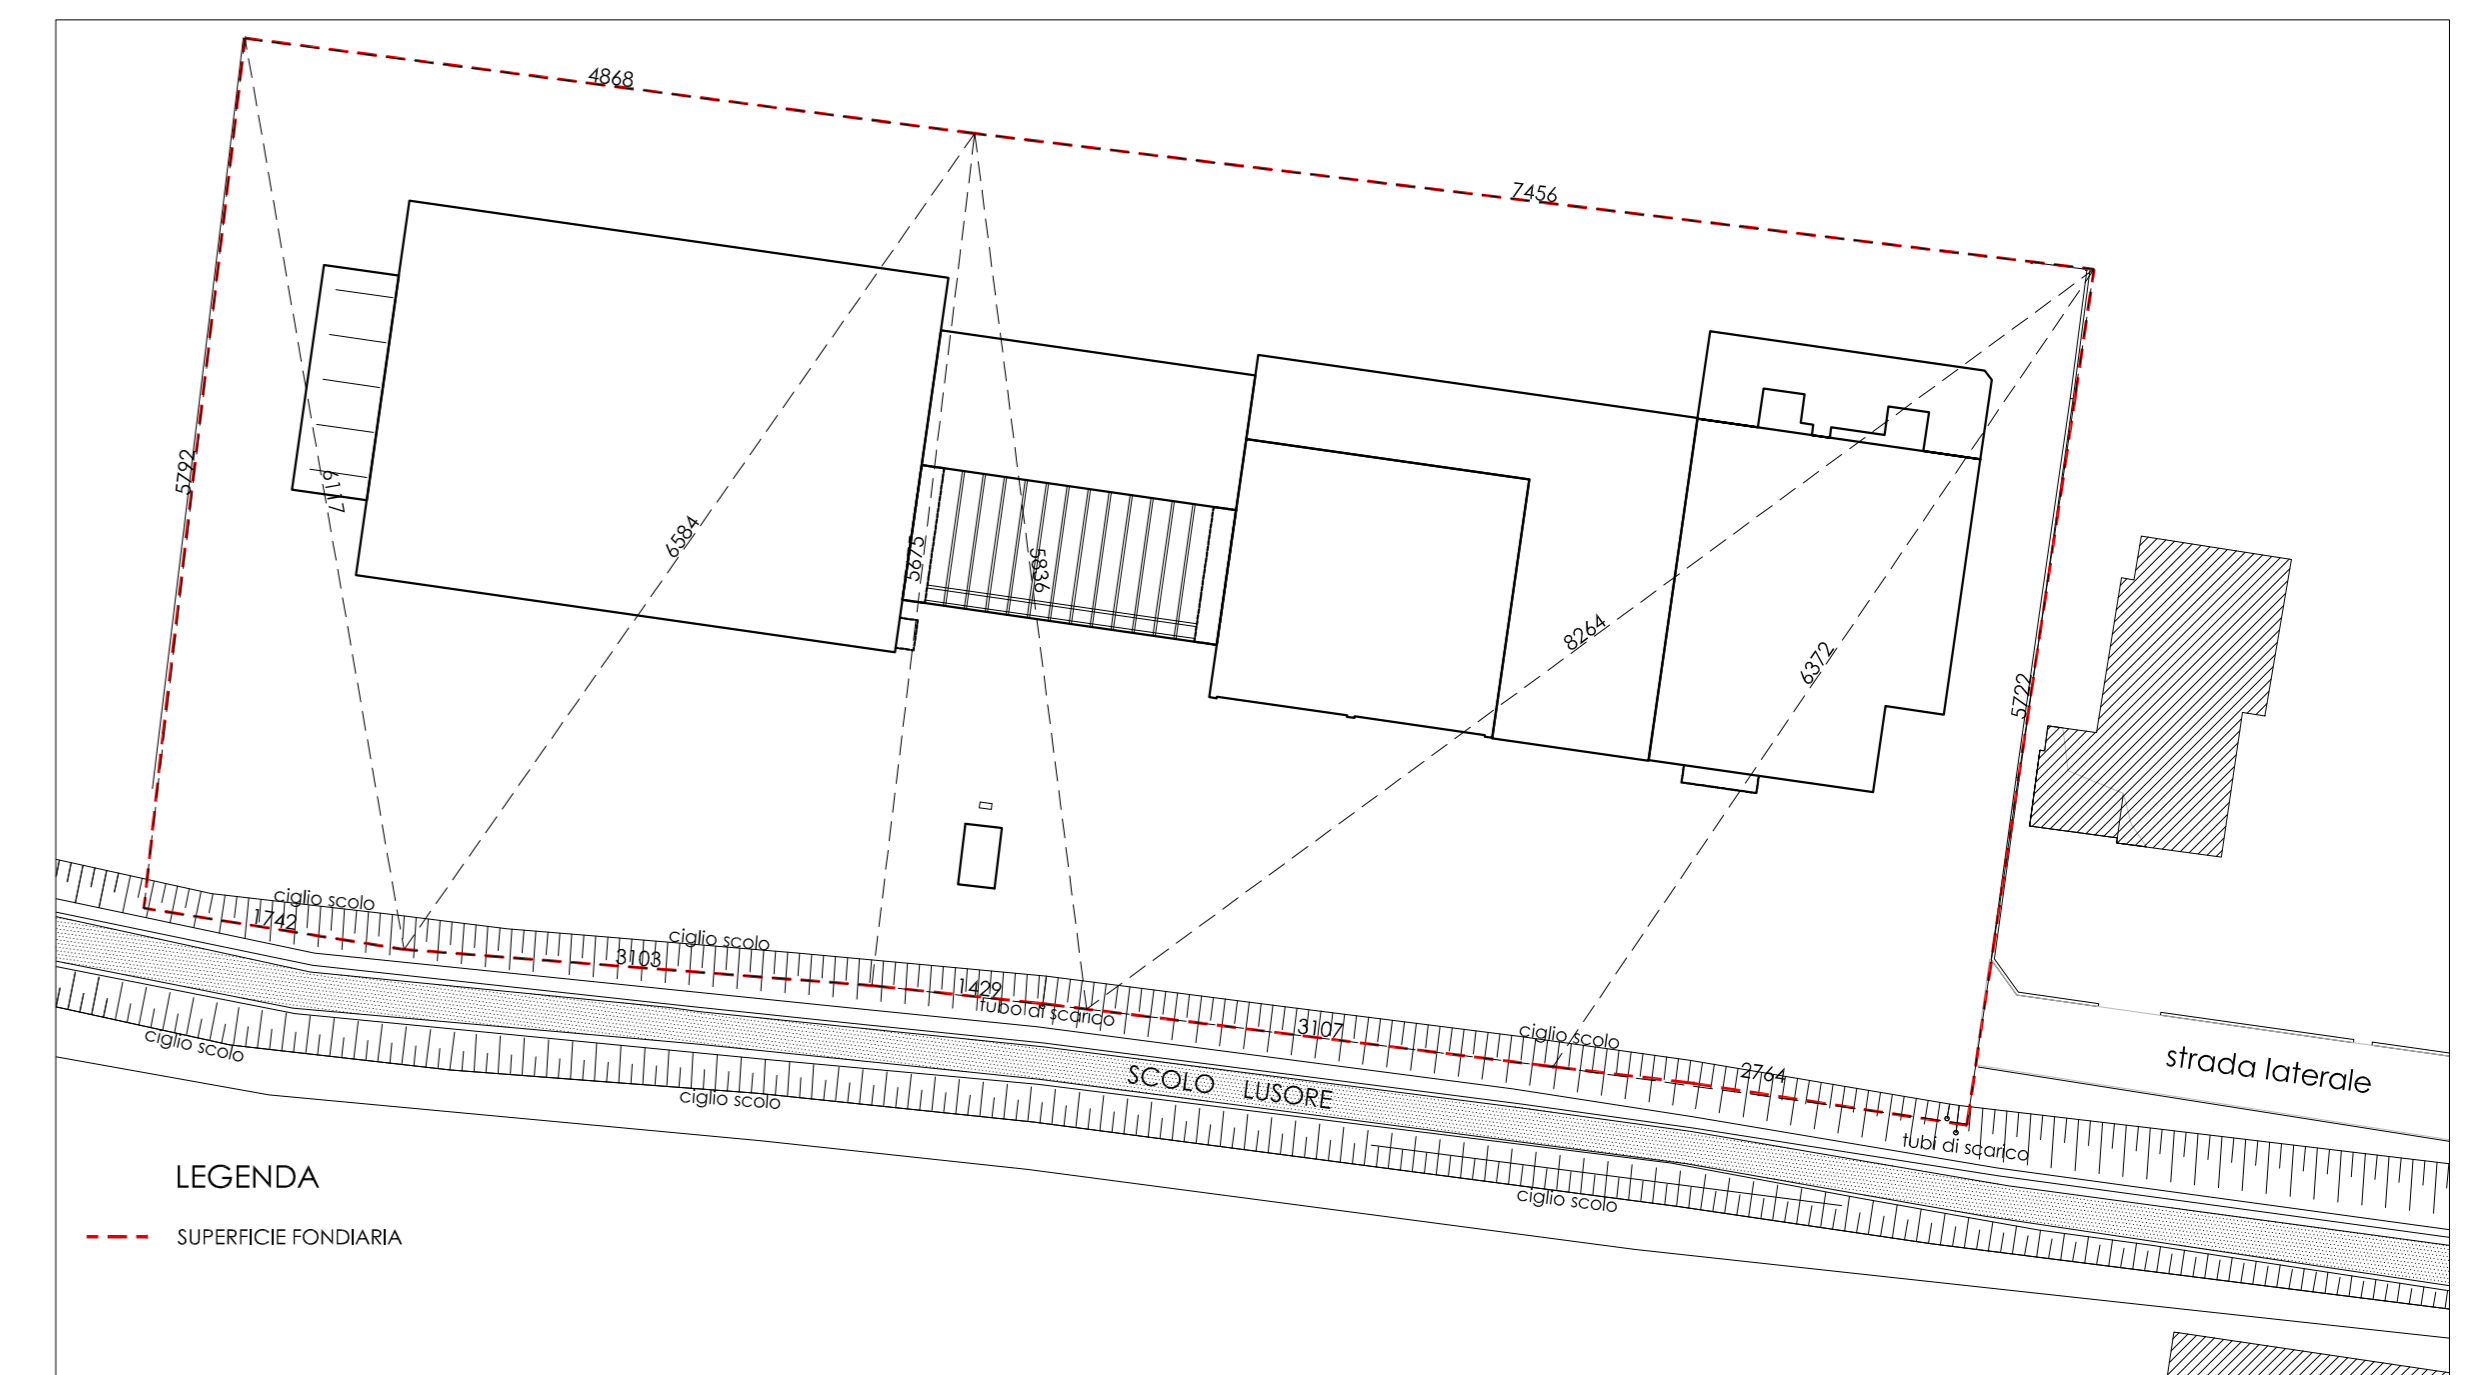 4868
7456
5792
6117
6584
5675
5836
8264
6372
5722
ciglio scolo
1742
ciglio scolo
3103
1429
tubo di scarico
3107
ciglio scolo
2764
tubi di scarico
strada laterale
SCOLO LUSORE
ciglio scolo
ciglio scolo
ciglio scolo
LEGENDA
SUPERFICIE FONDIARIA